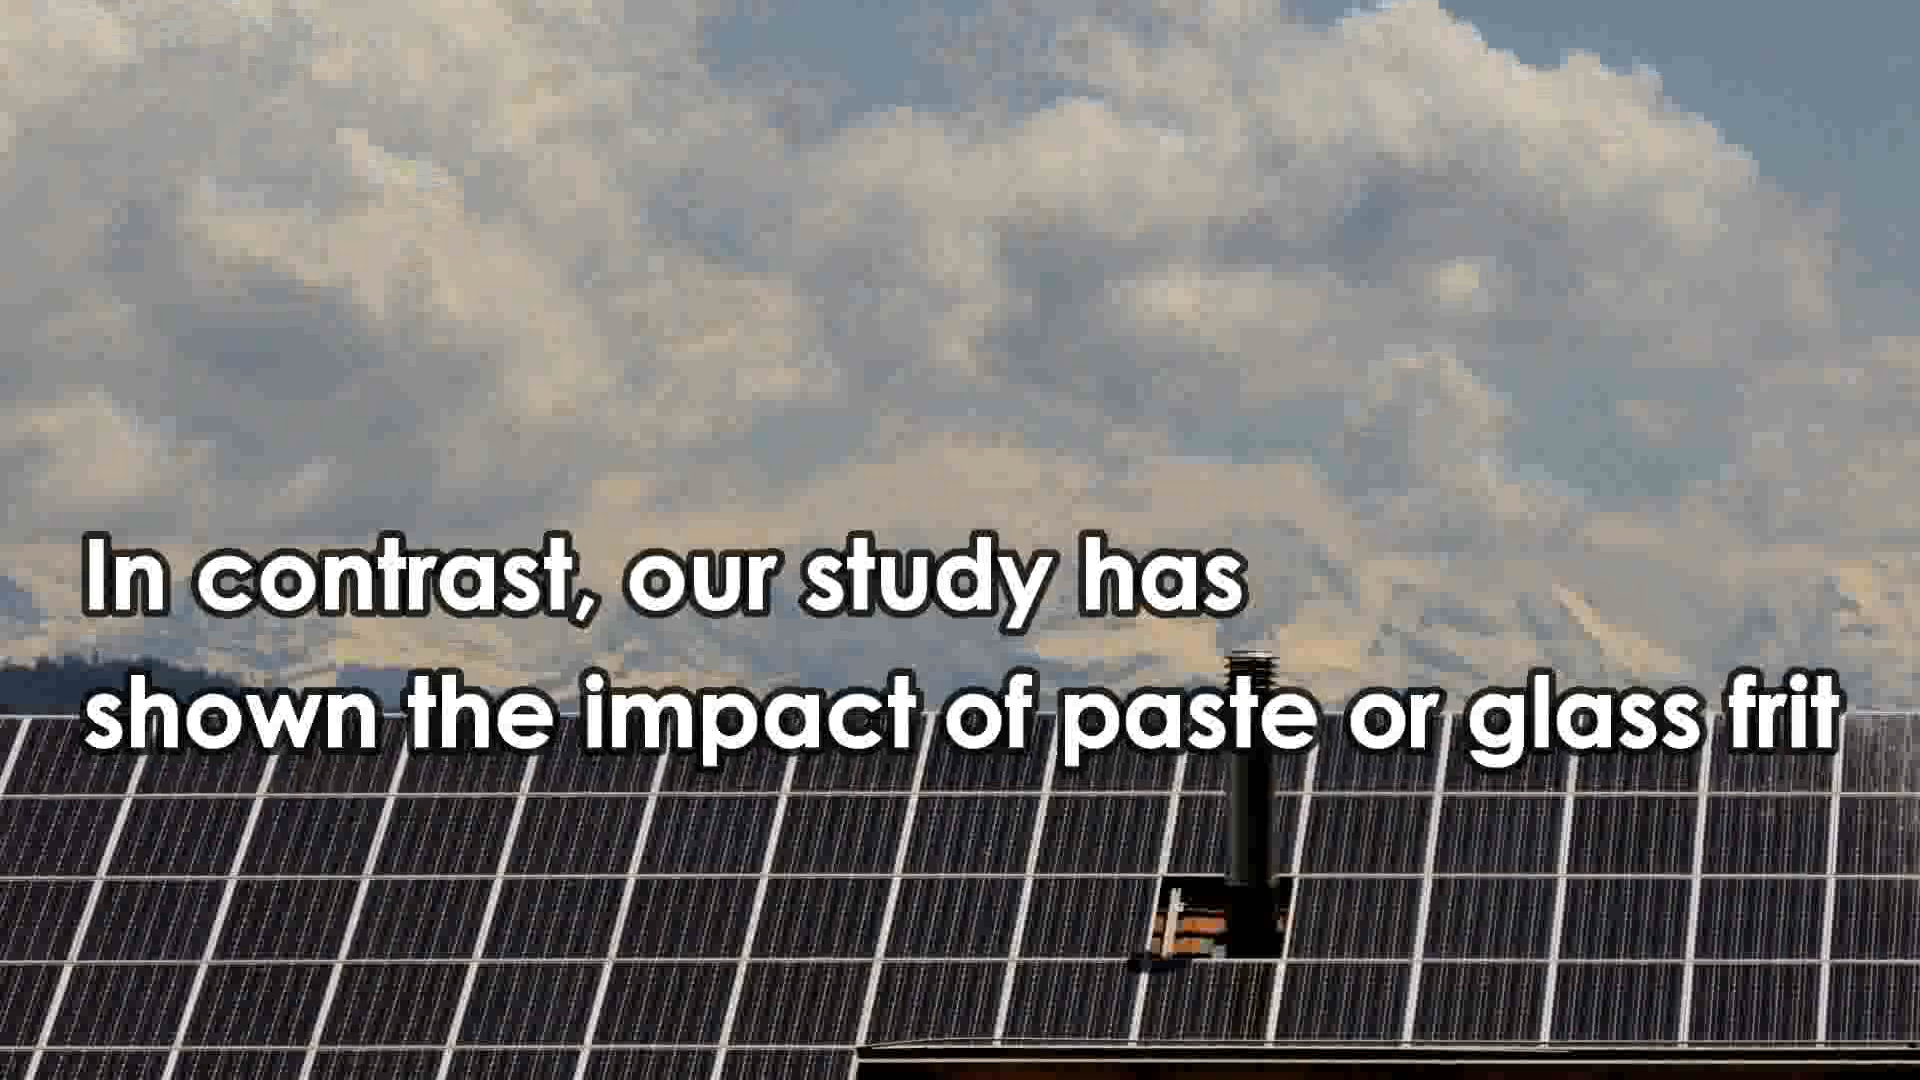 In contrast, our study has
shown the impact of paste or glass frit